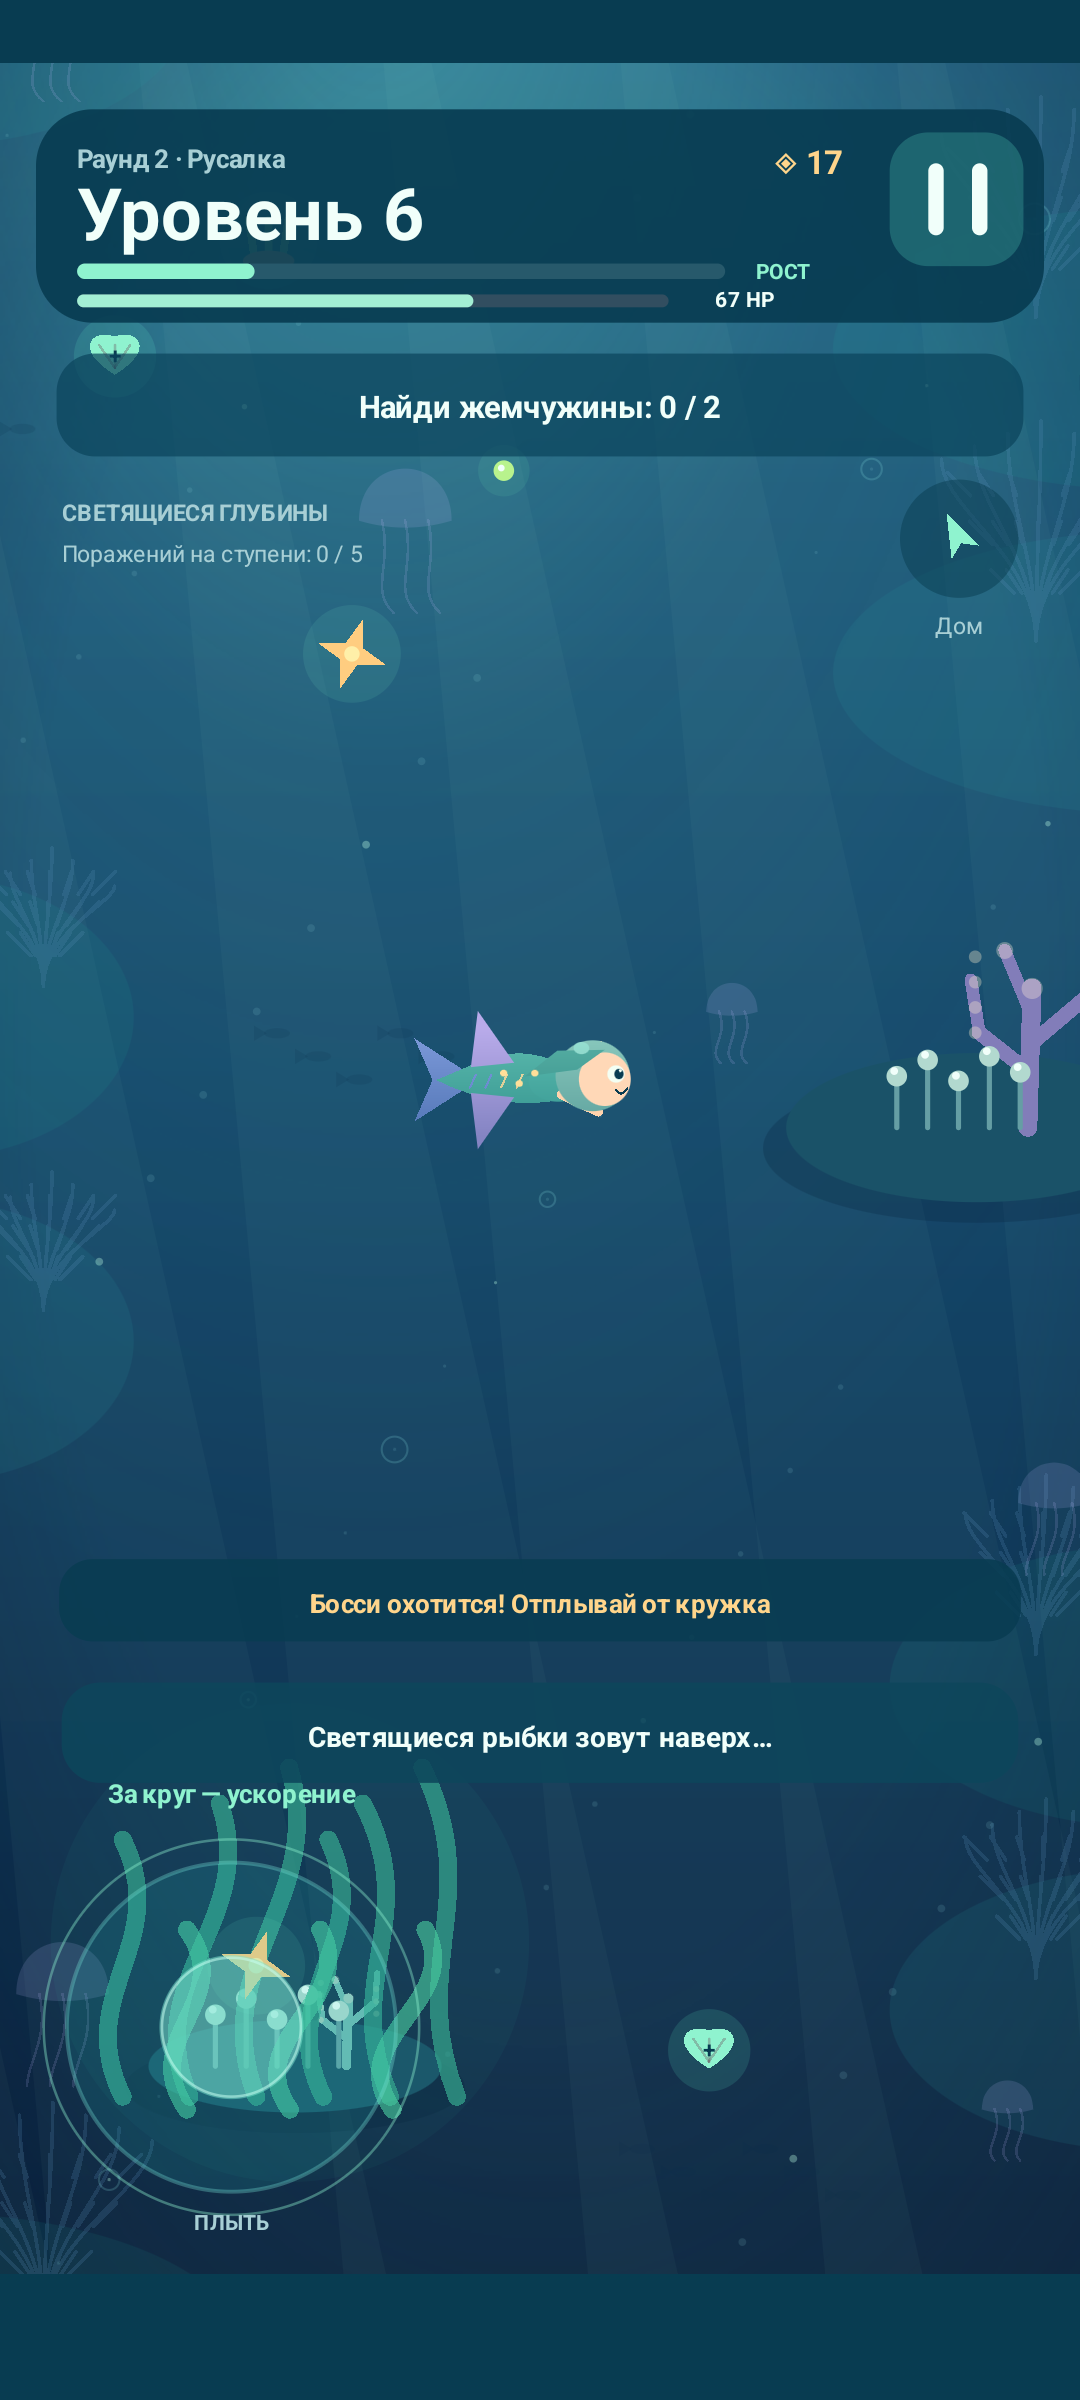 Раунд 2 · Русалка
17
Уровень 6
РОСТ
67 HP
Найди жемчужины: 0 / 2
СВЕТЯЩИЕСЯ ГЛУБИНЫ
Поражений на ступени: 0 / 5
Дом
Босси охотится! Отплывай от кружка
Светящиеся рыбки зовут наверх...
За круг — ускорение
ПЛЫТЬ